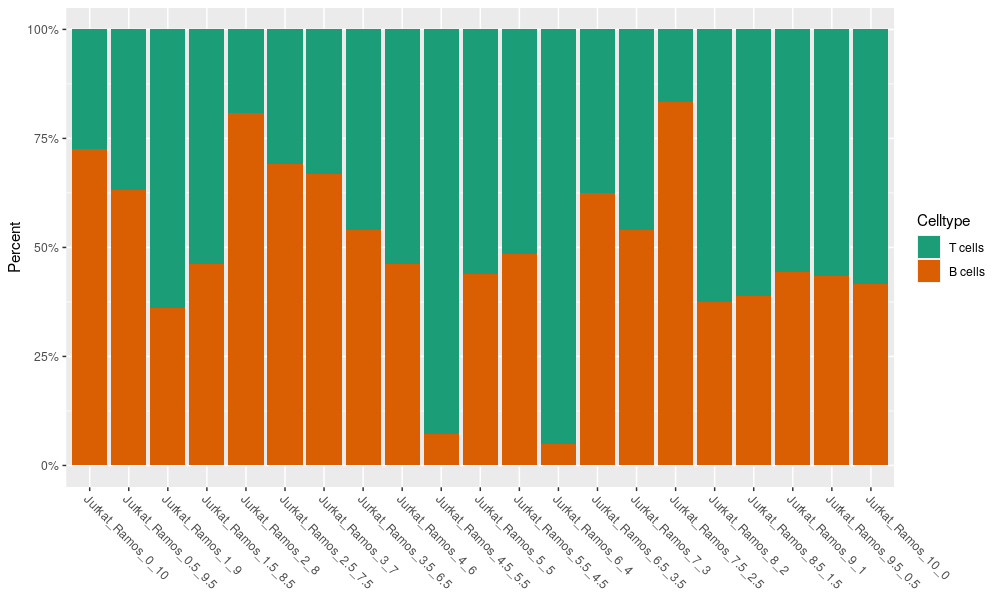 100%
75%
50%
25%
0%
Percent
Jurkat_Ramos_0_10
Jurkat_Ramos_0.5_9.5
Jurkat_Ramos_1_9
Jurkat_Ramos_1.5_8.5
Jurkat_Ramos_2_8
Jurkat_Ramos_2.5_7.5
Jurkat_Ramos_3_7
Jurkat_Ramos_3.5_6.5
Jurkat_Ramos_4_6
Jurkat_Ramos_4.5_5.5
Jurkat_Ramos_5_5
Jurkat_Ramos_5.5_4.5
Jurkat_Ramos_6_4
Jurkat_Ramos_6.5_3.5
Jurkat_Ramos_7_3
Jurkat_Ramos_7.5_2.5
Jurkat_Ramos_8_2
Jurkat_Ramos_8.5_1.5
Jurkat_Ramos_9_1
Jurkat_Ramos_9.5_0.5
Jurkat_Ramos_10_0
Celltype
T cells
B cells